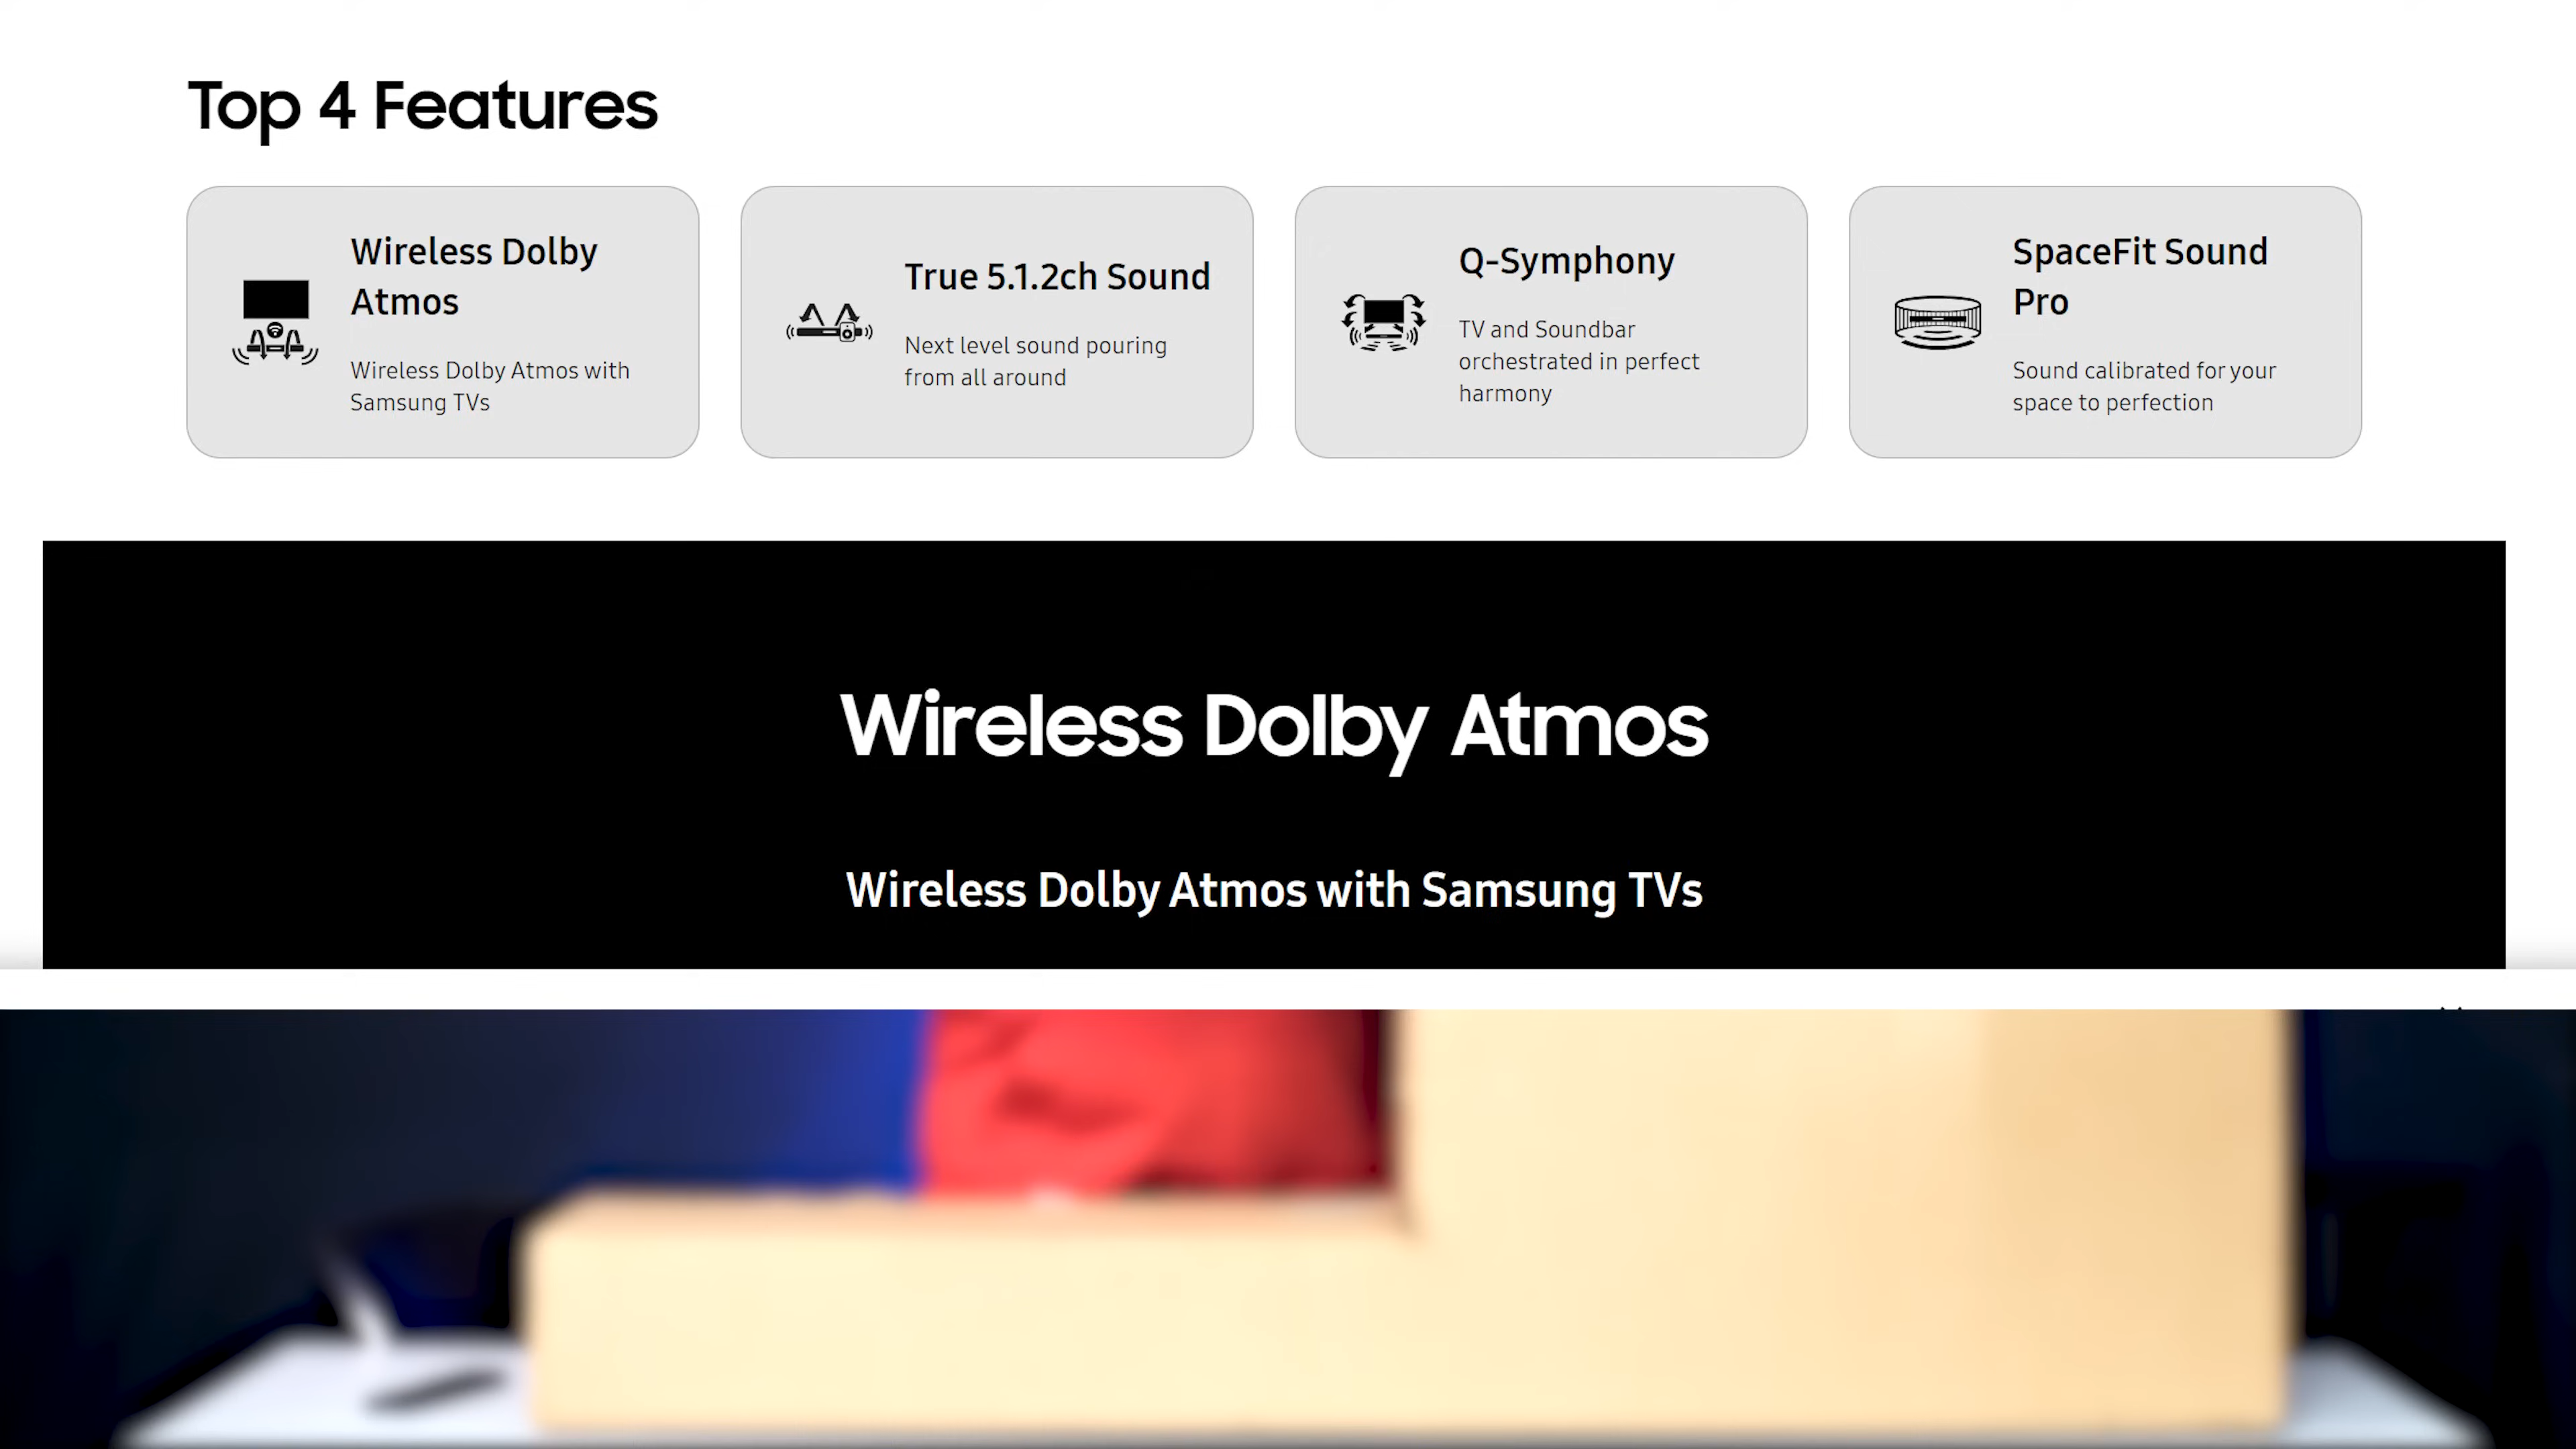 Top 4 Features
Wireless Dolby
Atmos
Wireless Dolby Atmos with
Samsung TVs
True 5.1.2ch Sound
Next level sound pouring
from all around
Q-Symphony
TV and Soundbar
orchestrated in perfect
harmony
SpaceFit Sound
Pro
Sound calibrated for your
space to perfection
Wireless Dolby Atmos
Wireless Dolby Atmos with Samsung TVs